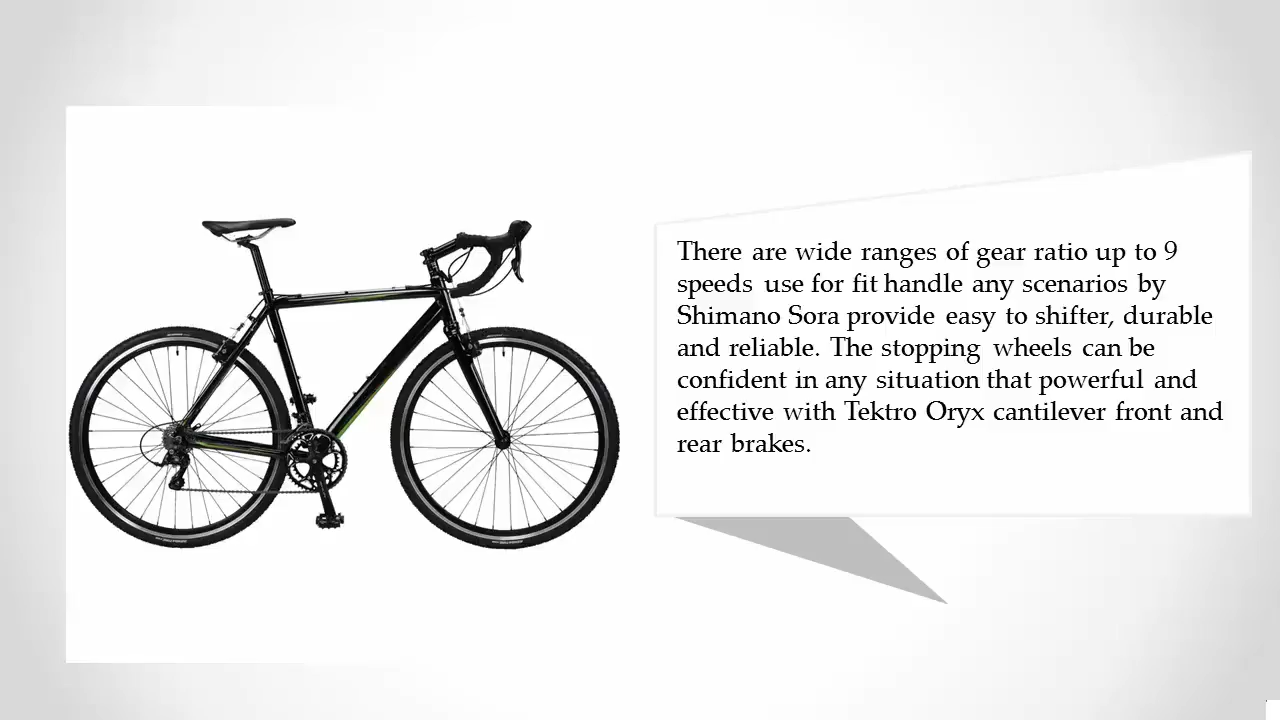 There are wide ranges of gear ratio up to 9
speeds use for fit handle any scenarios by
Shimano Sora provide easy to shifter, durable
and reliable. The stopping wheels can be
confident in any situation that powerful and
effective with Tektro Oryx cantilever front and
rear brakes.